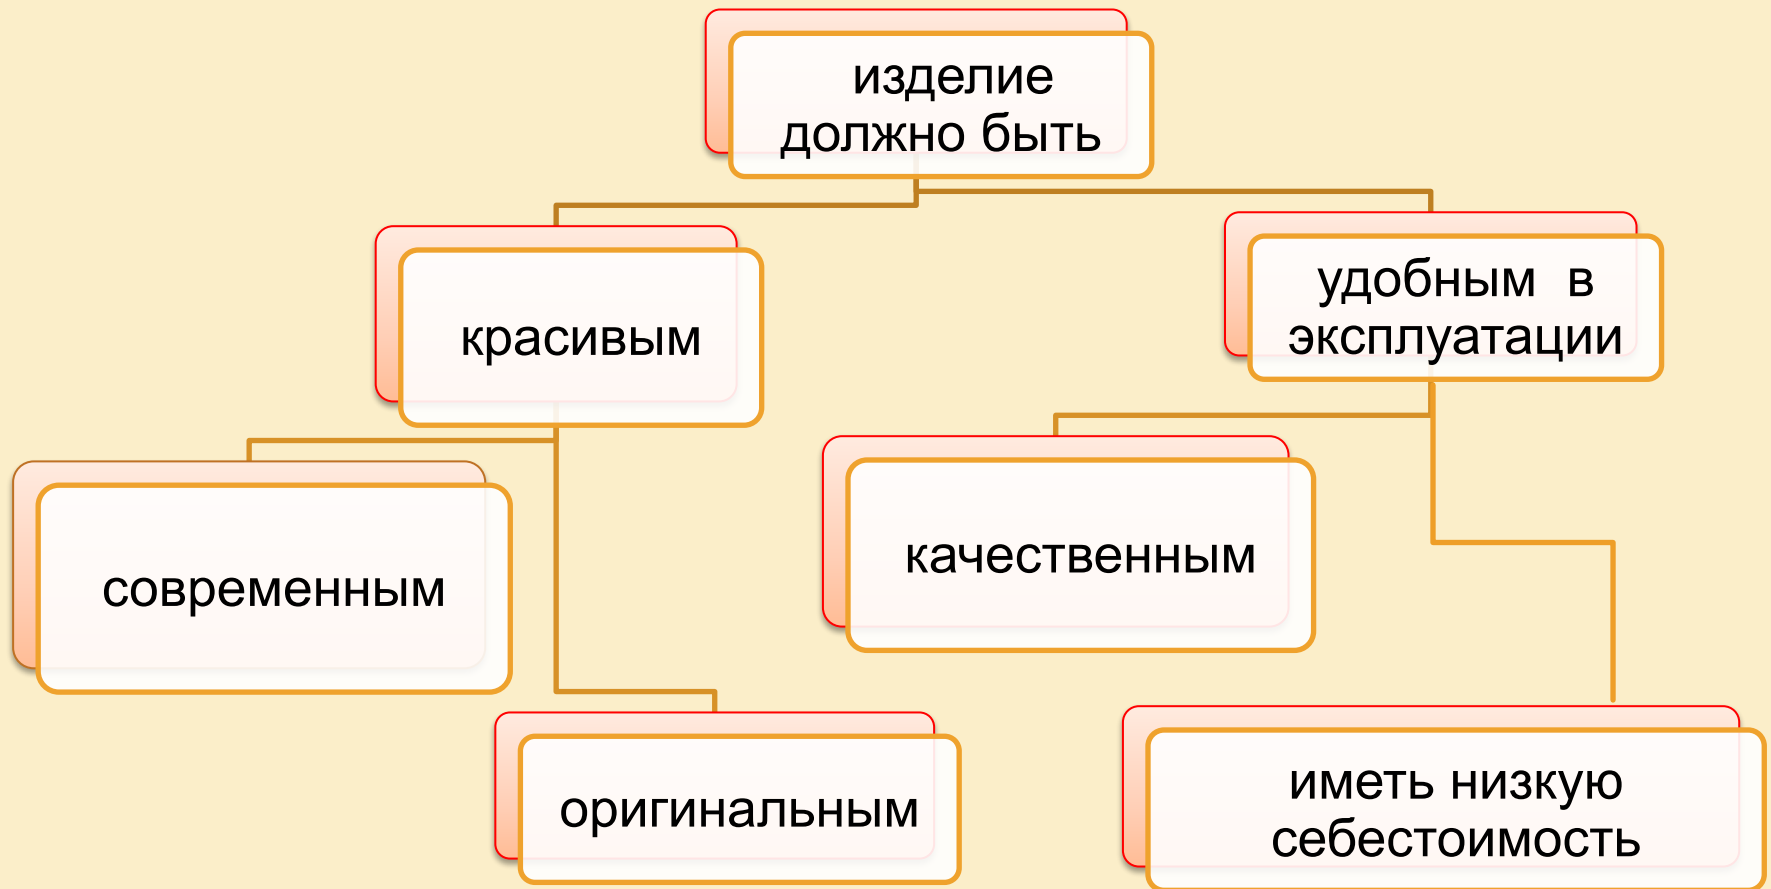 изделие
должно быть
красивым
удобным в
эксплуатации
современным
качественным
оригинальным
иметь низкую
себестоимость